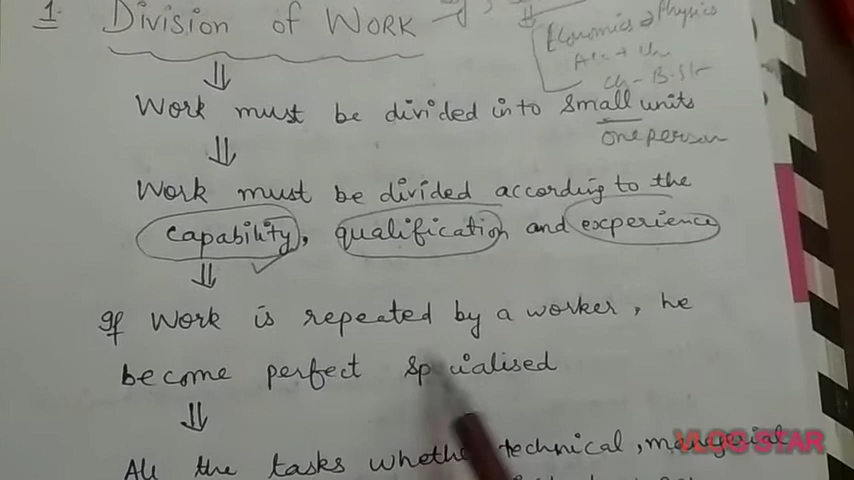 1. Division of Work
Economics Physics
Work must be divided into small units
one person
Work must be divided according to the
capability, qualification and experience
If Work is repeated by a worker, he
become perfect specialised
All the tasks whether technical, managerial
VLOG STAR